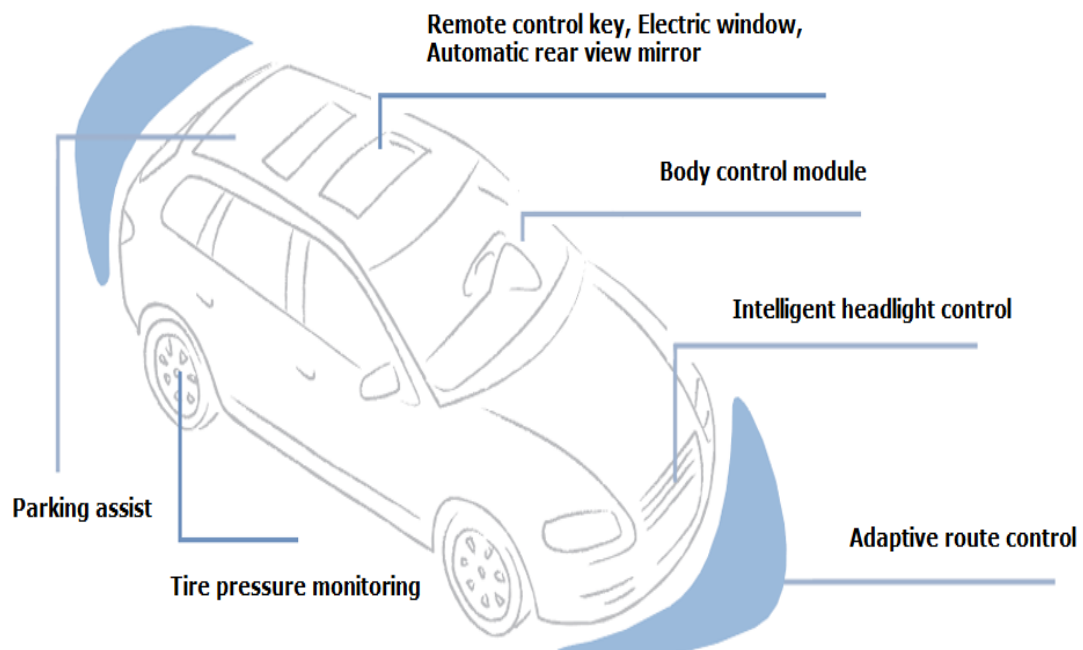 Remote control key, Electric window,
Automatic rear view mirror
Body control module
Intelligent headlight control
Parking assist
Adaptive route control
Tire pressure monitoring